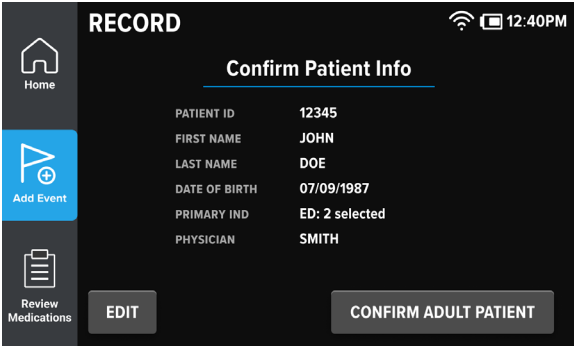 RECORD
12:40PM
Home
Add Event
Review
Medications
Confirm Patient Info
PATIENT ID 12345
FIRST NAME JOHN
LAST NAME DOE
DATE OF BIRTH 07/09/1987
PRIMARY IND ED: 2 selected
PHYSICIAN SMITH
EDIT
CONFIRM ADULT PATIENT